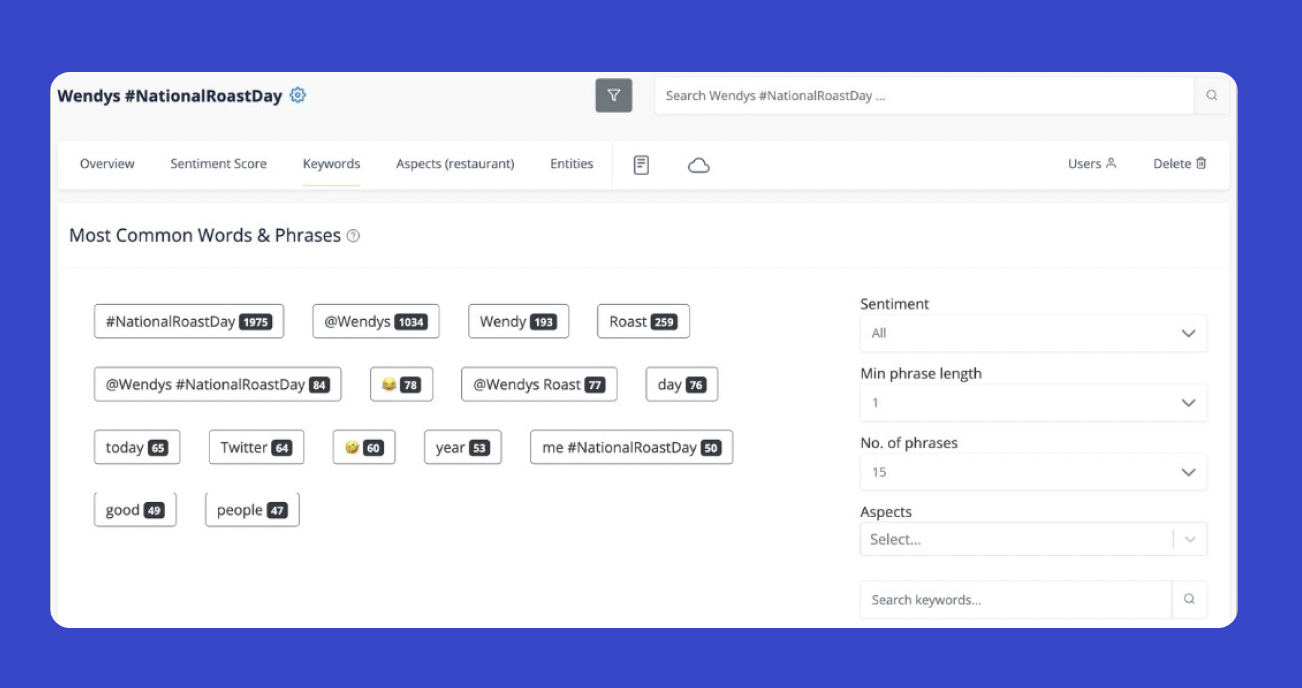 Wendys #NationalRoastDay
Search Wendys #NationalRoastDay ...
Overview Sentiment Score Keywords Aspects (restaurant) Entities Users Delete
Most Common Words & Phrases ?
#NationalRoastDay 1975 @Wendys 1034 Wendy 193 Roast 259
@Wendys #NationalRoastDay 84 😂 78 @Wendys Roast 77 day 76
today 65 Twitter 64 🤣 60 year 53 me #NationalRoastDay 50
good 49 people 47
Sentiment
All
Min phrase length
1
No. of phrases
15
Aspects
Select...
Search keywords...